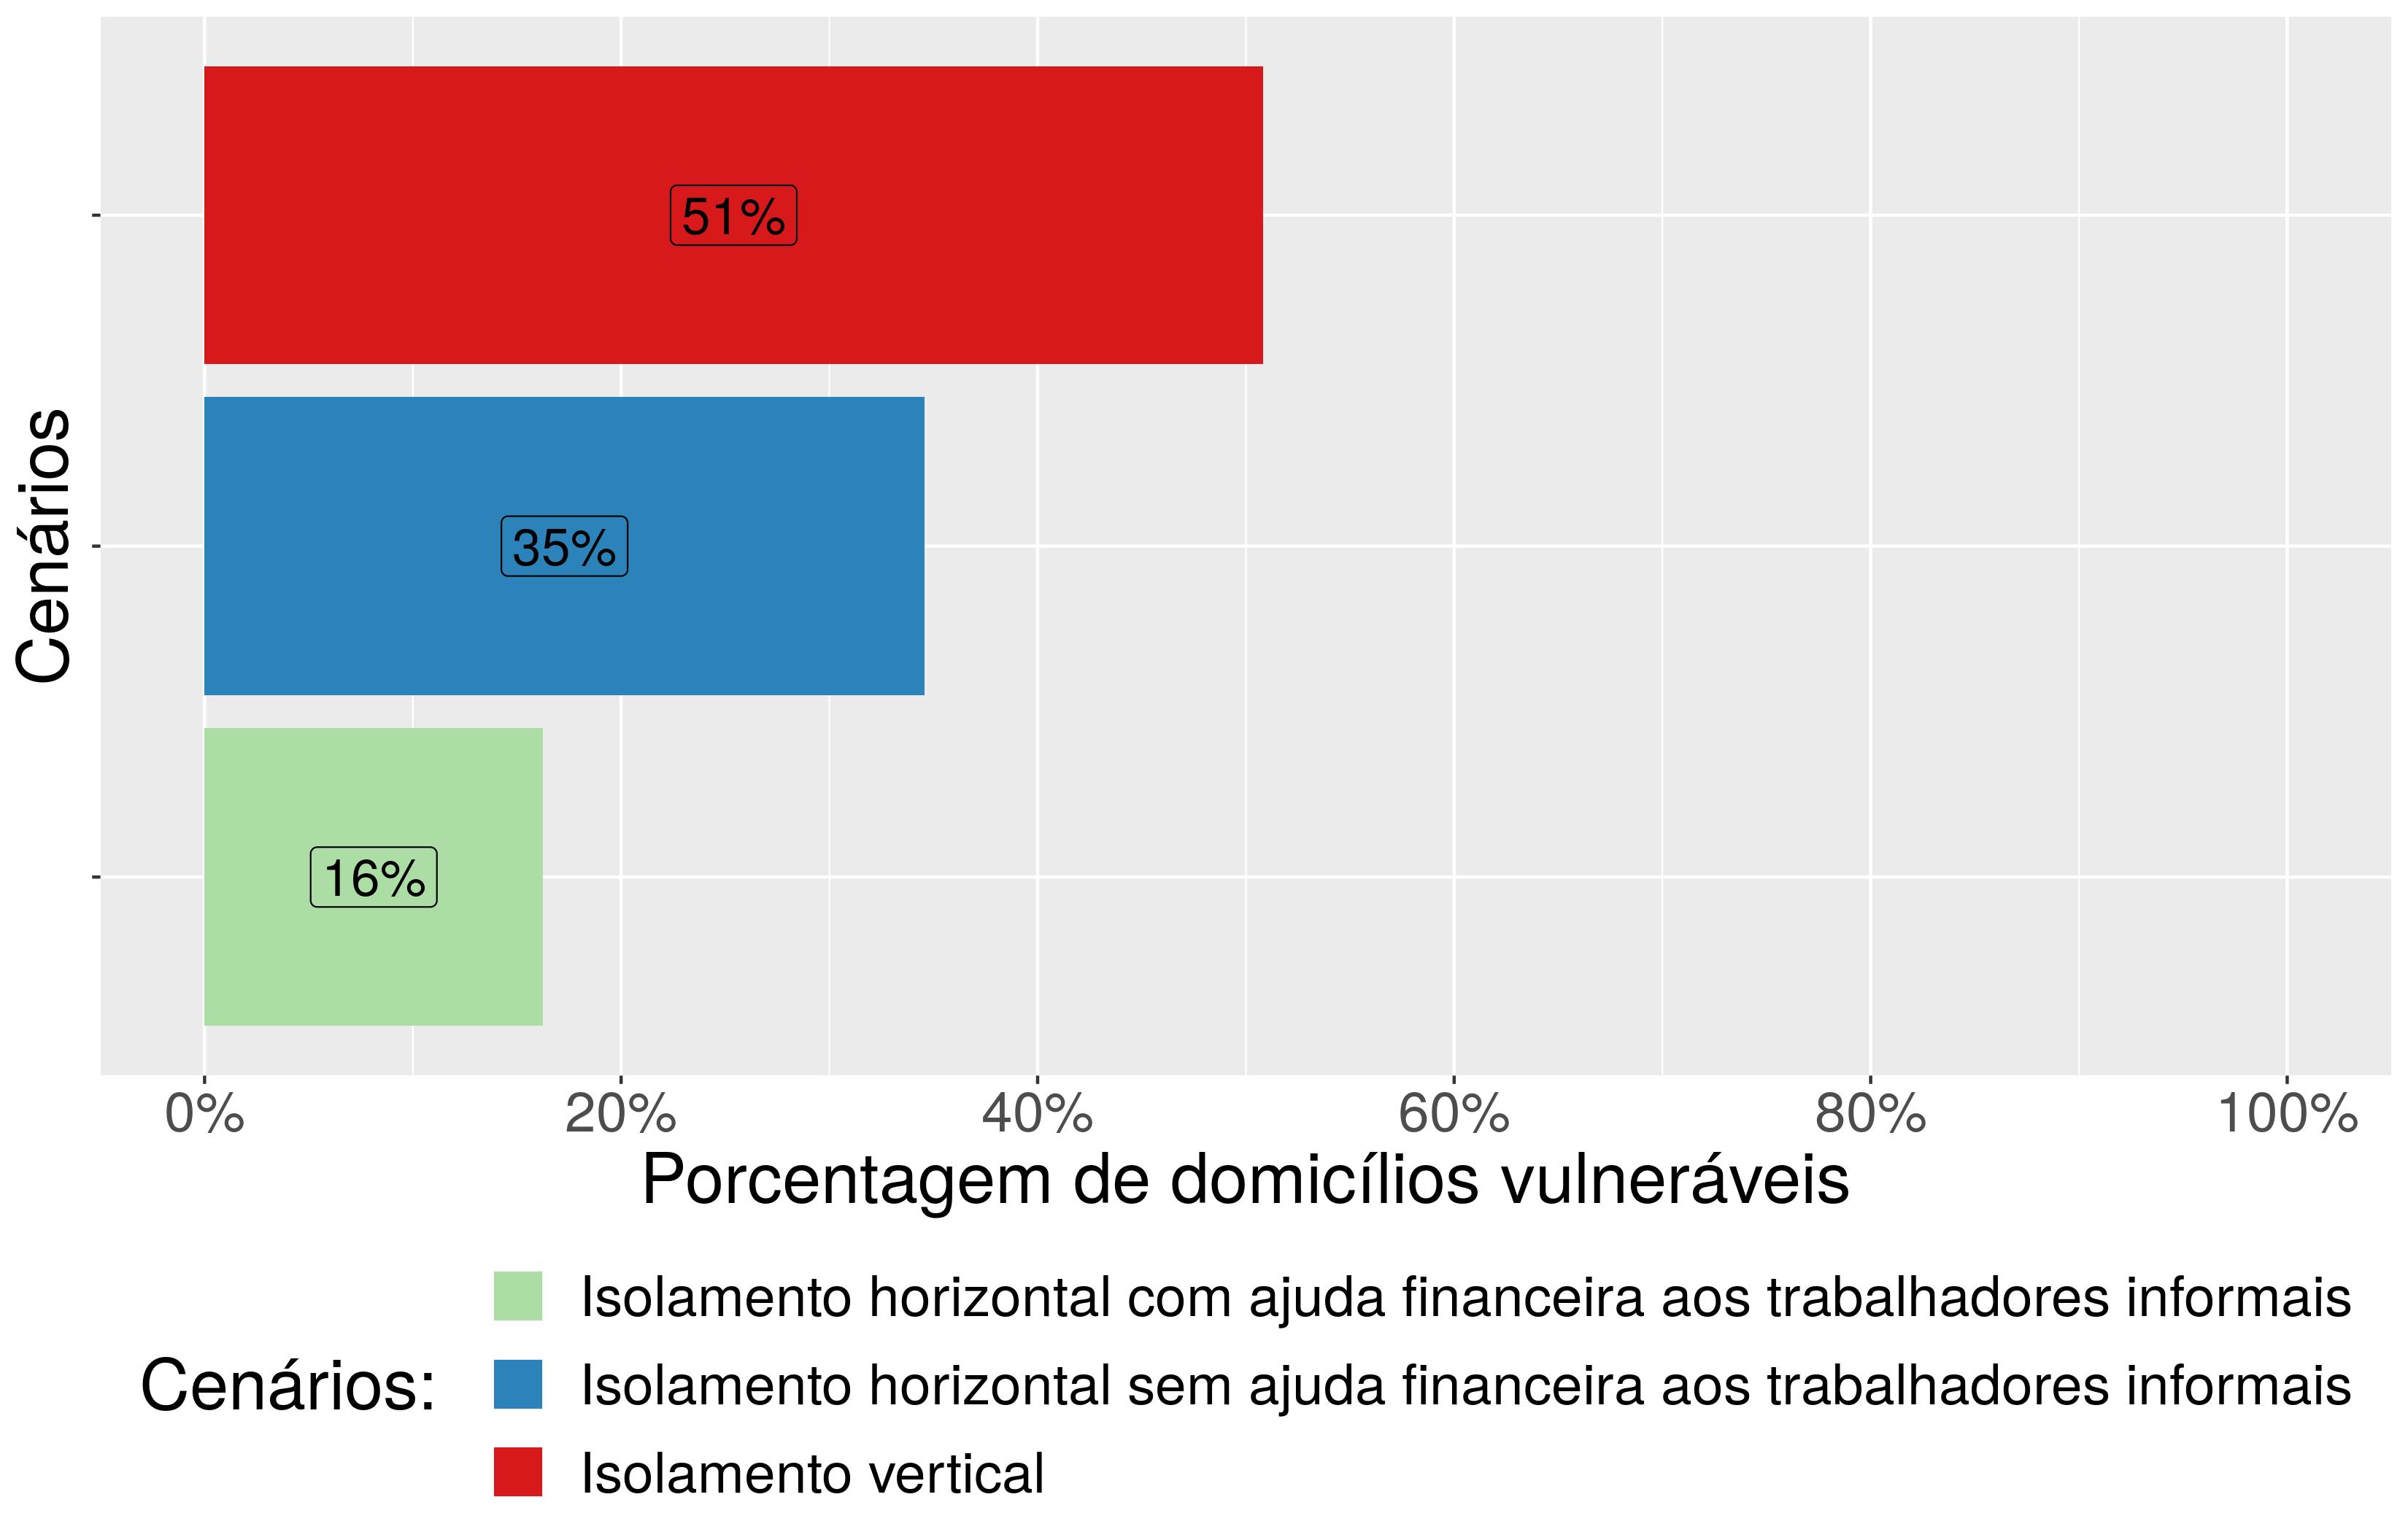 51%
35%
16%
Cenários
0% 20% 40% 60% 80% 100%
Porcentagem de domicílios vulneráveis
Cenários:
Isolamento horizontal com ajuda financeira aos trabalhadores informais
Isolamento horizontal sem ajuda financeira aos trabalhadores informais
Isolamento vertical